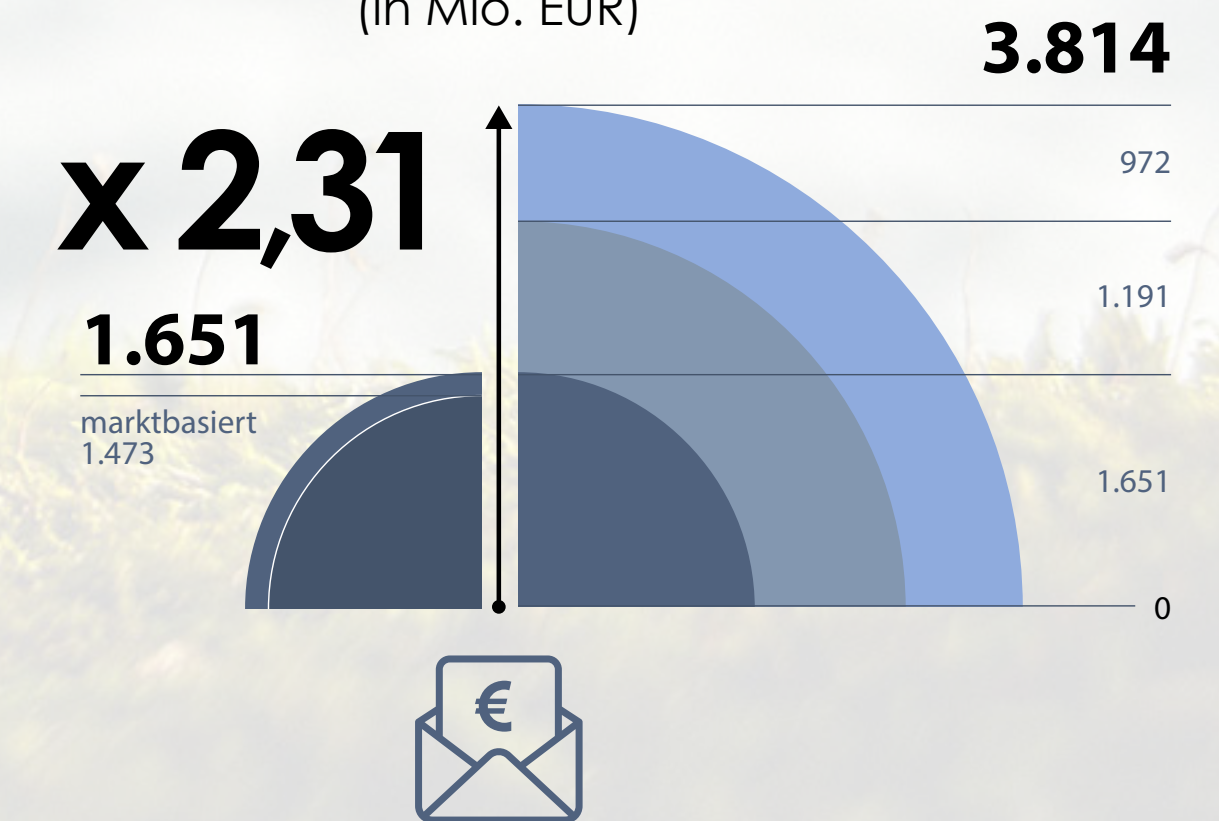 (in Mio. EUR)
3.814
x 2,31
972
1.191
1.651
marktbasiert
1.473
1.651
0
€